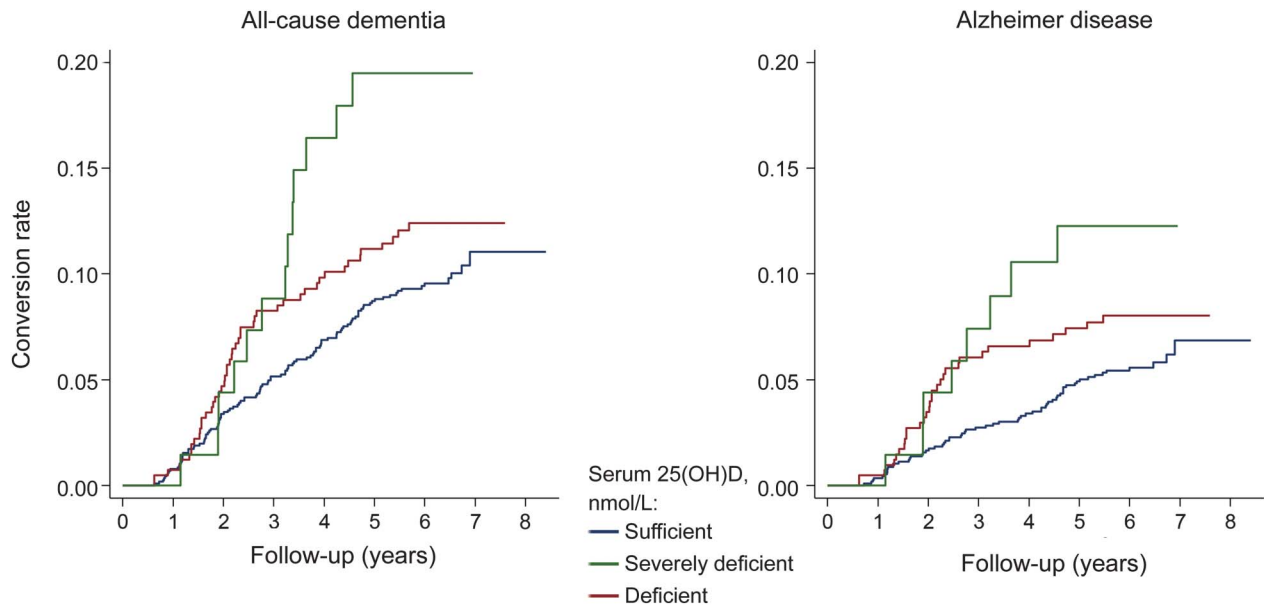 All-cause dementia
Conversion rate
0.20
0.15
0.10
0.05
0.00
0 1 2 3 4 5 6 7 8
Follow-up (years)
Serum 25(OH)D,
nmol/L:
Sufficient
Severely deficient
Deficient
Alzheimer disease
0.20
0.15
0.10
0.05
0.00
0 1 2 3 4 5 6 7 8
Follow-up (years)